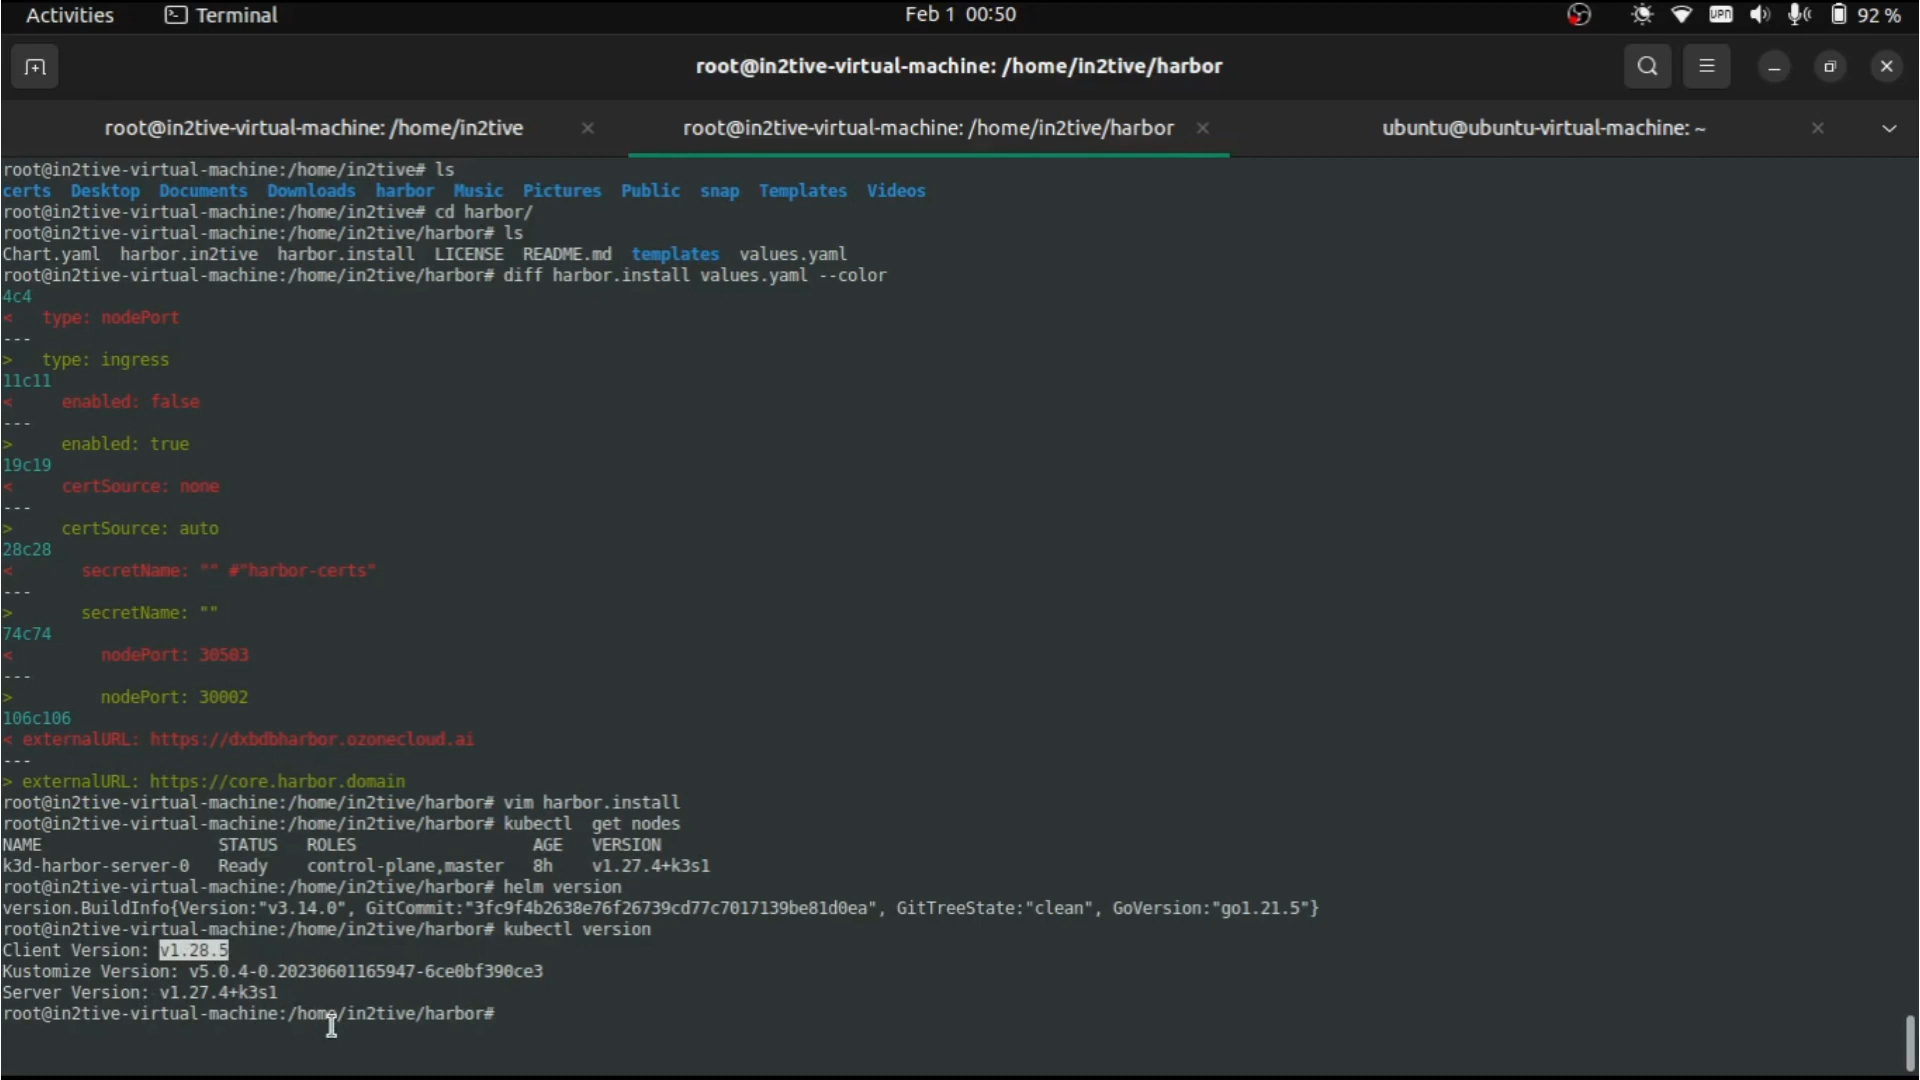 Activities Terminal Feb 1 00:50 VPN 92 %
root@in2tive-virtual-machine: /home/in2tive/harbor
root@in2tive-virtual-machine: /home/in2tive × root@in2tive-virtual-machine: /home/in2tive/harbor × ubuntu@ubuntu-virtual-machine: ~ ×
root@in2tive-virtual-machine:/home/in2tive# ls
certs Desktop Documents Downloads harbor Music Pictures Public snap Templates Videos
root@in2tive-virtual-machine:/home/in2tive# cd harbor/
root@in2tive-virtual-machine:/home/in2tive/harbor# ls
Chart.yaml harbor.in2tive harbor.install LICENSE README.md templates values.yaml
root@in2tive-virtual-machine:/home/in2tive/harbor# diff harbor.install values.yaml --color
4c4
<   type: nodePort
---
>   type: ingress
11c11
<     enabled: false
---
>     enabled: true
19c19
<     certSource: none
---
>     certSource: auto
28c28
<       secretName: "" #"harbor-certs"
---
>       secretName: ""
74c74
<         nodePort: 30503
---
>         nodePort: 30002
106c106
< externalURL: https://dxbdbharbor.ozonecloud.ai
---
> externalURL: https://core.harbor.domain
root@in2tive-virtual-machine:/home/in2tive/harbor# vim harbor.install
root@in2tive-virtual-machine:/home/in2tive/harbor# kubectl  get nodes
NAME STATUS ROLES AGE VERSION
k3d-harbor-server-0 Ready control-plane,master 8h v1.27.4+k3s1
root@in2tive-virtual-machine:/home/in2tive/harbor# helm version
version.BuildInfo{Version:"v3.14.0", GitCommit:"3fc9f4b2638e76f26739cd77c7017139be81d0ea", GitTreeState:"clean", GoVersion:"go1.21.5"}
root@in2tive-virtual-machine:/home/in2tive/harbor# kubectl version
Client Version: v1.28.5
Kustomize Version: v5.0.4-0.20230601165947-6ce0bf390ce3
Server Version: v1.27.4+k3s1
root@in2tive-virtual-machine:/home/in2tive/harbor#